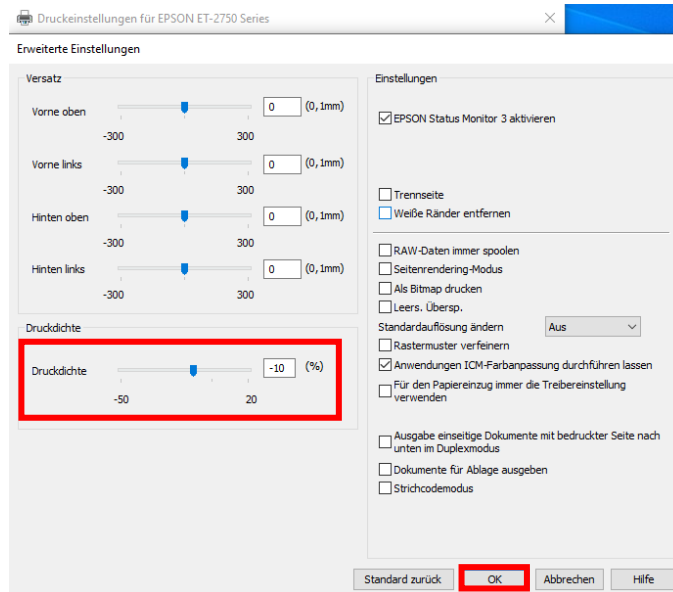 Druckeinstellungen für EPSON ET-2750 Series
Erweiterte Einstellungen
Versatz
Vorne oben
0
(0,1mm)
-300
300
Vorne links
0
(0,1mm)
-300
300
Hinten oben
0
(0,1mm)
-300
300
Hinten links
0
(0,1mm)
-300
300
Druckdichte
Druckdichte
-10
(%)
-50
20
Einstellungen
EPSON Status Monitor 3 aktivieren
Trennseite
Weiße Ränder entfernen
RAW-Daten immer spoolen
Seitenrendering-Modus
Als Bitmap drucken
Leers. Übersp.
Standardauflösung ändern
Aus
Rastermuster verfeinern
Anwendungen ICM-Farbanpassung durchführen lassen
Für den Papiereinzug immer die Treibereinstellung
verwenden
Ausgabe einseitige Dokumente mit bedruckter Seite nach
unten im Duplexmodus
Dokumente für Ablage ausgeben
Strichcodemodus
Standard zurück
OK
Abbrechen
Hilfe